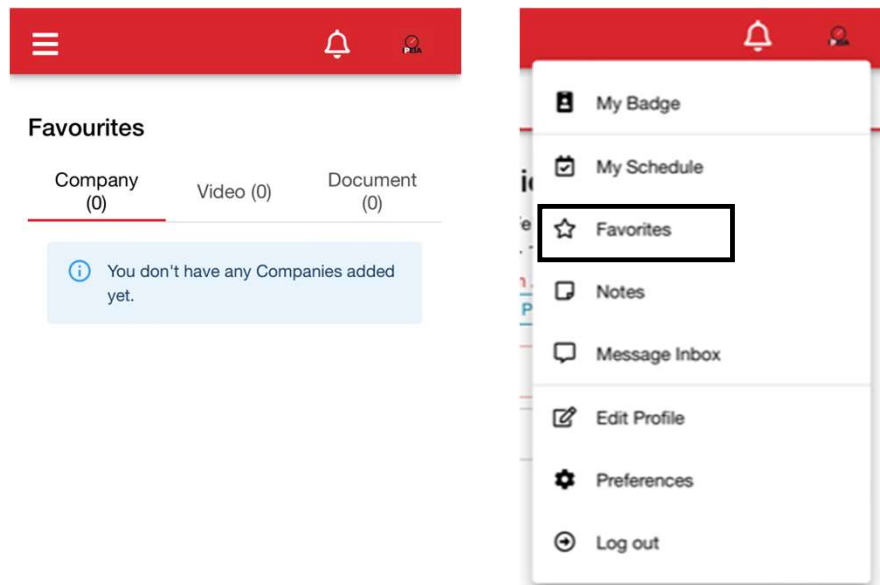 Favourites
Company
(0)
Video (0)
Document
(0)
You don't have any Companies added
yet.
My Badge
My Schedule
Favorites
Notes
Message Inbox
Edit Profile
Preferences
Log out